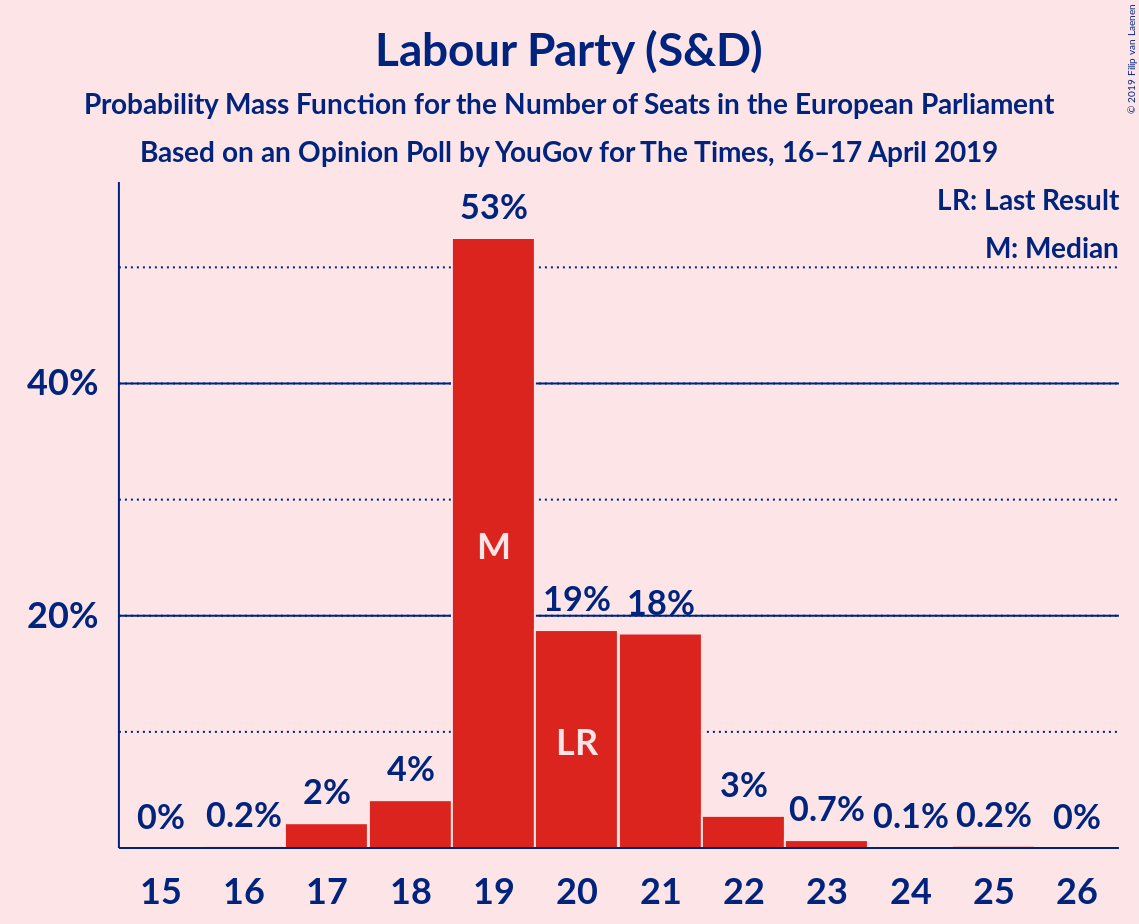 Labour Party (S&D)
Probability Mass Function for the Number of Seats in the European Parliament
Based on an Opinion Poll by YouGov for The Times, 16–17 April 2019
© 2019 Filip van Laenen
LR: Last Result
M: Median
40%
20%
0%
0.2%
2%
4%
53%
19%
18%
3%
0.7%
0.1%
0.2%
0%
M
LR
15 16 17 18 19 20 21 22 23 24 25 26